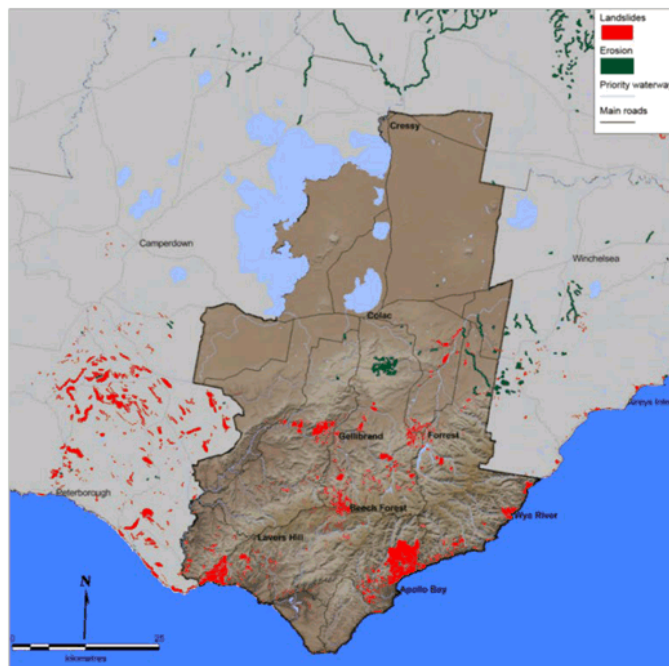 Landslides
Erosion
Priority waterway
Main roads
Cressy
Camperdown
Winchelsea
Colac
Aireys Inle
Gellibrand
Forrest
Peterborough
Beech Forest
Wye River
Lavers Hill
Apollo Bay
N
0
25
kilometres